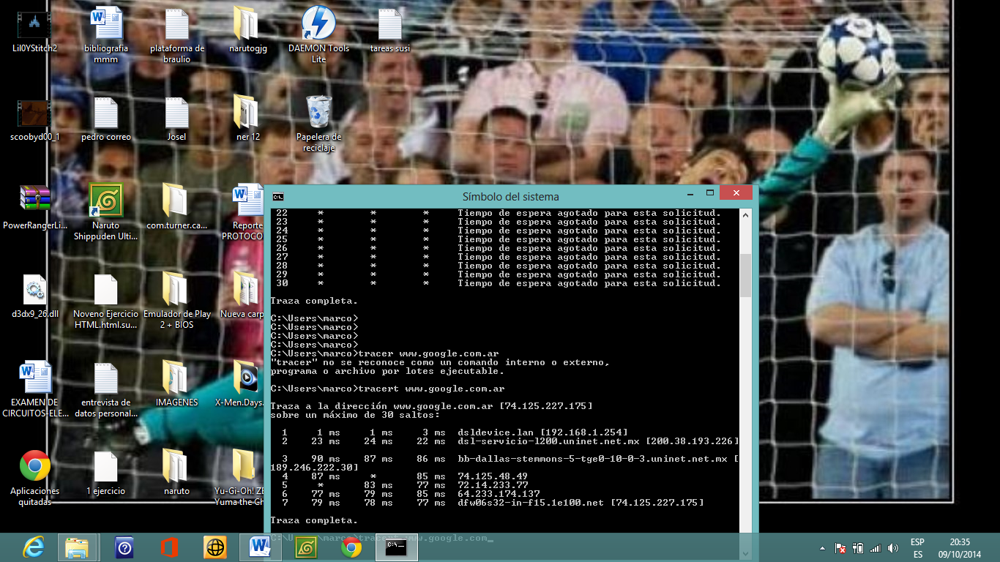 Lil0YStitch2
bibliografia
mmm
plataforma de
braulio
narutogjg
DAEMON Tools
Lite
tareas susi
scoobyd00_1
pedro correo
Josel
ner 12
Papelera de
reciclaje
PowerRangerLi...
Naruto
Shippuden Ulti...
com.turner.ca...
Reporte
PROTOCO
d3dx9_26.dll
Noveno Ejercicio
HTML.html.su...
Emulador de Play
2 + BIOS
Nueva carp
EXAMEN DE
CIRCUITOS-ELE...
entrevista de
datos personal...
IMAGENES
X-Men.Days.
Aplicaciones
quitadas
1 ejercicio
naruto
Yu-Gi-Oh! ZE
Yuma the Ch
Símbolo del sistema
22 * * * Tiempo de espera agotado para esta solicitud.
23 * * * Tiempo de espera agotado para esta solicitud.
24 * * * Tiempo de espera agotado para esta solicitud.
25 * * * Tiempo de espera agotado para esta solicitud.
26 * * * Tiempo de espera agotado para esta solicitud.
27 * * * Tiempo de espera agotado para esta solicitud.
28 * * * Tiempo de espera agotado para esta solicitud.
29 * * * Tiempo de espera agotado para esta solicitud.
30 * * * Tiempo de espera agotado para esta solicitud.
Traza completa.
C:\Users\marco>
C:\Users\marco>
C:\Users\marco>
C:\Users\marco>
C:\Users\marco>tracer www.google.com.ar
"tracer" no se reconoce como un comando interno o externo,
programa o archivo por lotes ejecutable.
C:\Users\marco>tracert www.google.com.ar
Traza a la dirección www.google.com.ar [74.125.227.175]
sobre un máximo de 30 saltos:
1 1 ms 1 ms 3 ms dsldevice.lan [192.168.1.254]
2 23 ms 24 ms 22 ms dsl-servicio-l200.uninet.net.mx [200.38.193.226]
3 90 ms 87 ms 86 ms bb-dallas-stemmons-5-tge0-10-0-3.uninet.net.mx [
189.246.222.30]
4 87 ms * 85 ms 74.125.48.49
5 * 83 ms 77 ms 72.14.233.77
6 77 ms 79 ms 85 ms 64.233.174.137
7 79 ms 78 ms 77 ms dfw06s32-in-f15.1e100.net [74.125.227.175]
Traza completa.
C:\Users\marco>tracert www.google.com_
ESP
ES
20:35
09/10/2014